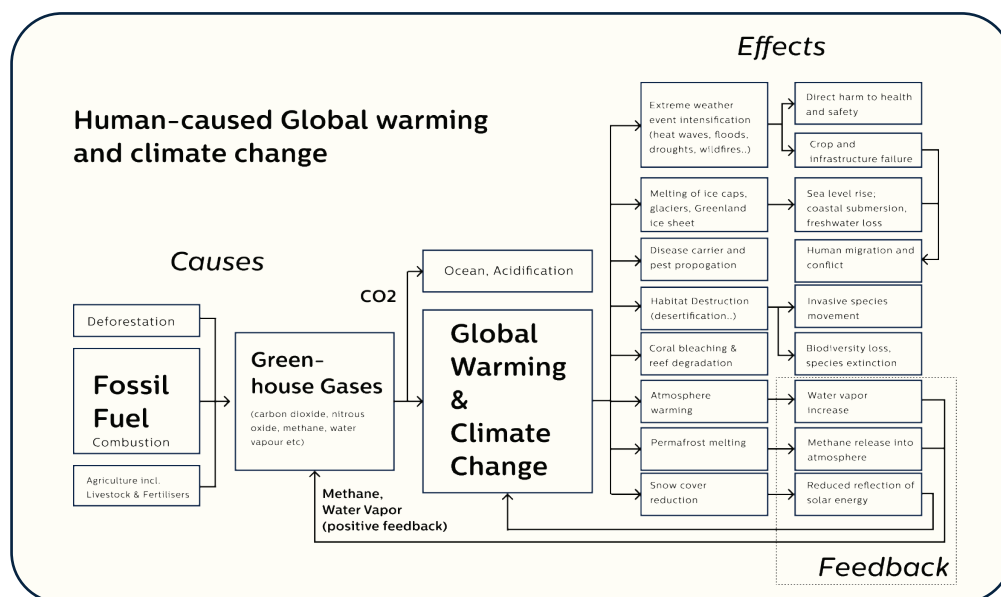 Effects
Human-caused Global warming
and climate change
Causes
Deforestation
Fossil
Fuel
Combustion
Agriculture incl.
Livestock & Fertilisers
Green-
house Gases
(carbon dioxide, nitrous
oxide, methane, water
vapour etc)
CO2
Ocean, Acidification
Global
Warming
&
Climate
Change
Methane,
Water Vapor
(positive feedback)
Extreme weather
event intensification
(heat waves, floods,
droughts, wildfires..)
Direct harm to health
and safety
Crop and
infrastructure failure
Melting of ice caps,
glaciers, Greenland
ice sheet
Sea level rise;
coastal submersion,
freshwater loss
Disease carrier and
pest propogation
Human migration and
conflict
Habitat Destruction
(desertification..)
Invasive species
movement
Coral bleaching &
reef degradation
Biodiversity loss,
species extinction
Atmosphere
warming
Water vapor
increase
Permafrost melting
Methane release into
atmosphere
Snow cover
reduction
Reduced reflection of
solar energy
Feedback